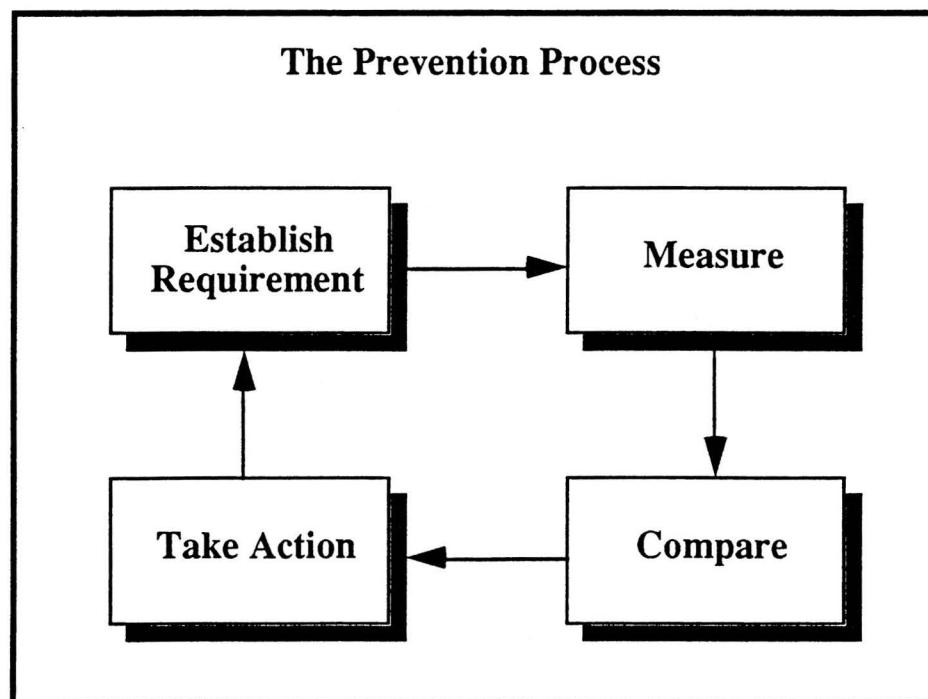 The Prevention Process
Establish
Requirement
Measure
Take Action
Compare